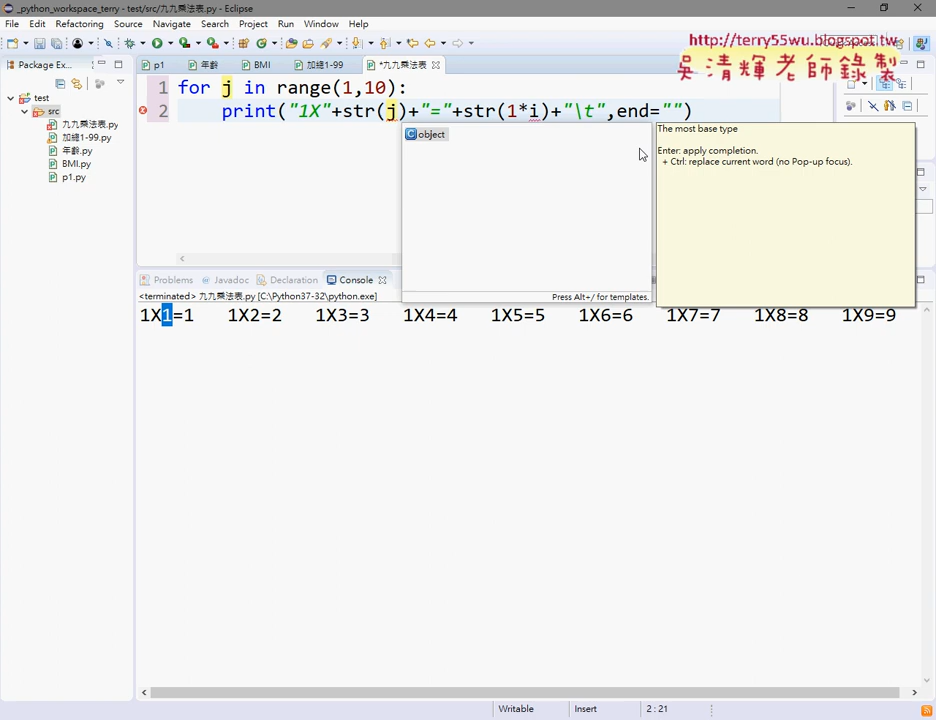 _python_workspace_terry - test/src/九九乘法表.py - Eclipse
File Edit Refactoring Source Navigate Search Project Run Window Help
http://terry55wu.blogspot.tw
吳清輝老師錄製
Package Ex...
p1 年齡 BMI 加總1-99 *九九乘法表
test
src
九九乘法表.py
加總1-99.py
年齡.py
BMI.py
p1.py
1 for j in range(1,10):
2 print("1X"+str(j)+"="+str(1*i)+"\t",end="")
object
Press Alt+/ for templates.
The most base type
Enter: apply completion.
+ Ctrl: replace current word (no Pop-up focus).
Problems Javadoc Declaration Console
<terminated> 九九乘法表.py [C:\Python37-32\python.exe]
1X1=1 1X2=2 1X3=3 1X4=4 1X5=5 1X6=6 1X7=7 1X8=8 1X9=9
Writable Insert 2 : 21